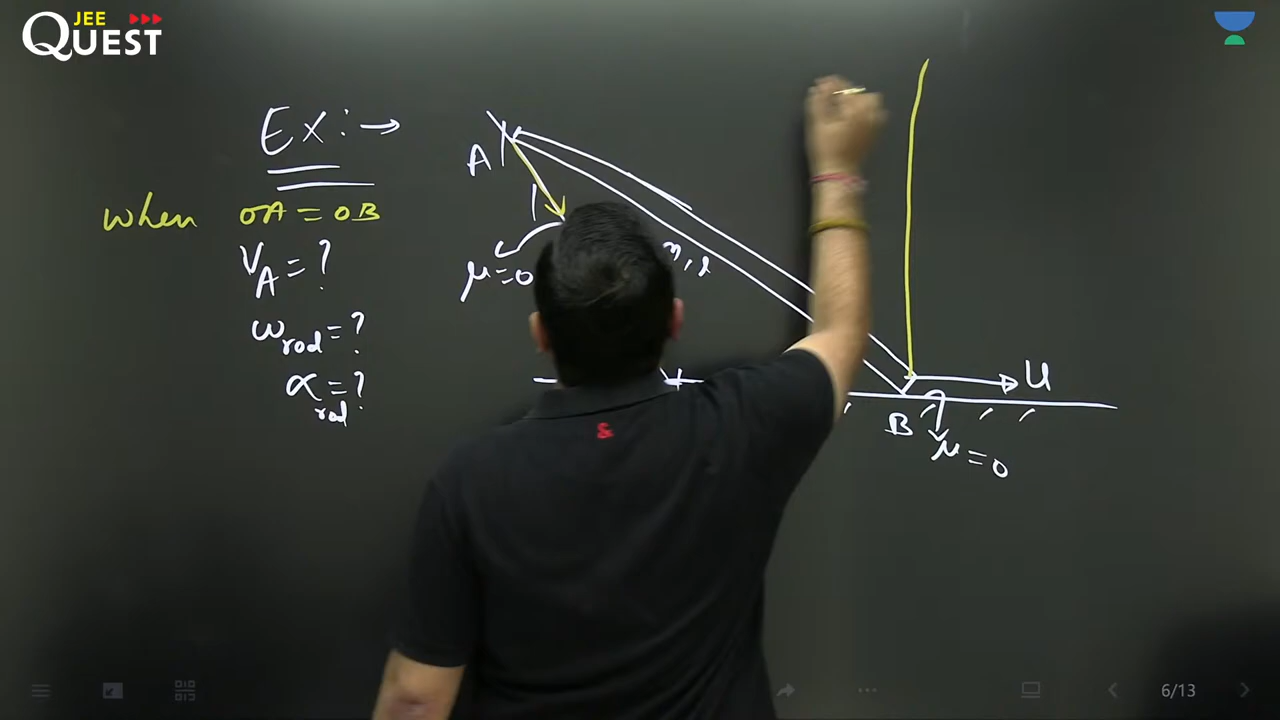 JEE
QUEST
Ex:→
when OA = OB
V_A = ?
ω_rod = ?
α_rod = ?
A
μ=0
B
U
μ=0
6/13